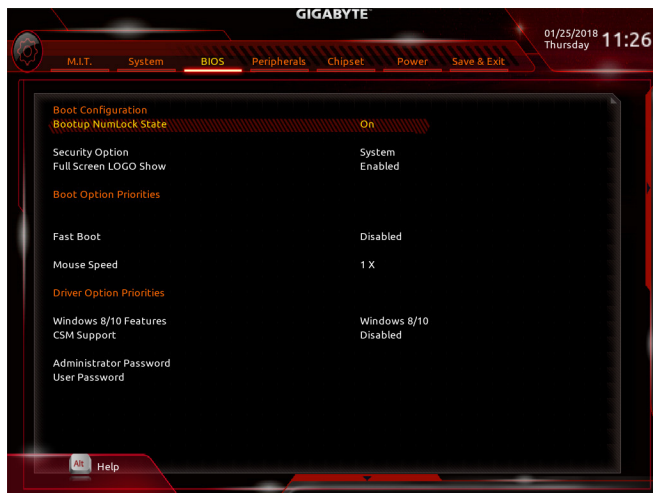 GIGABYTE™
01/25/2018 11:26
Thursday
M.I.T. System BIOS Peripherals Chipset Power Save & Exit
Boot Configuration
Bootup NumLock State On
Security Option System
Full Screen LOGO Show Enabled
Boot Option Priorities
Fast Boot Disabled
Mouse Speed 1 X
Driver Option Priorities
Windows 8/10 Features Windows 8/10
CSM Support Disabled
Administrator Password
User Password
Alt Help